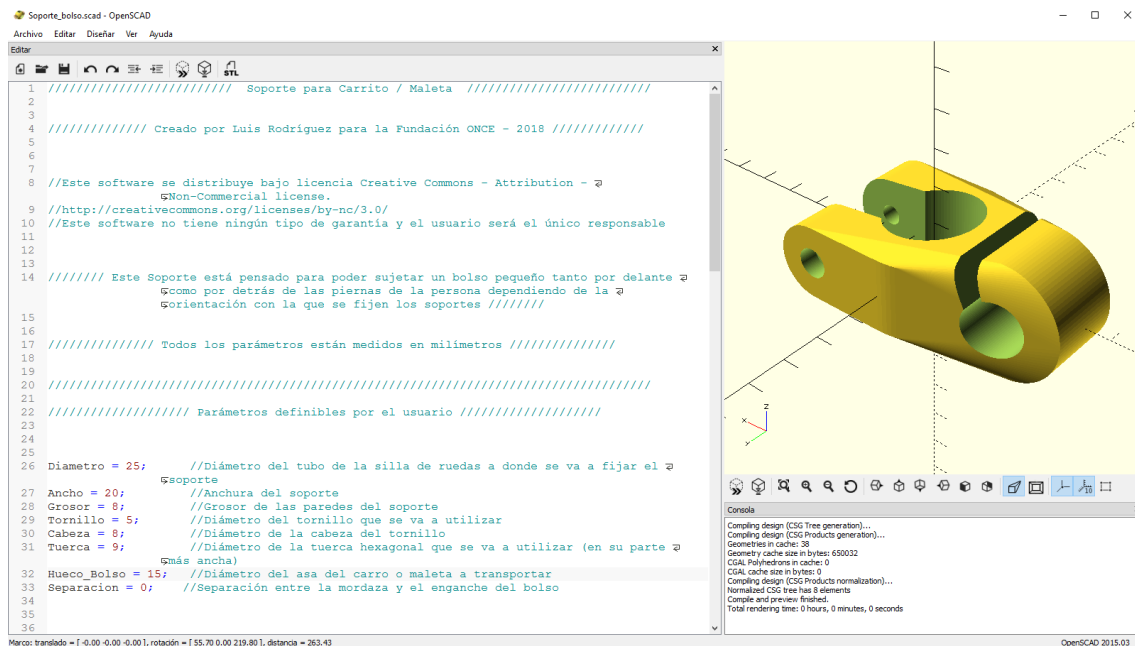 Soporte_bolso.scad - OpenSCAD
Archivo Editar Diseñar Ver Ayuda
Editar
STL
1 ////////////////////////// Soporte para Carrito / Maleta //////////////////////////
2
3
4 ////////////// Creado por Luis Rodríguez para la Fundación ONCE - 2018 /////////////
5
6
7
8 //Este software se distribuye bajo licencia Creative Commons - Attribution -
Non-Commercial license.
9 //http://creativecommons.org/licenses/by-nc/3.0/
10 //Este software no tiene ningún tipo de garantía y el usuario será el único responsable
11
12
13
14 //////// Este Soporte está pensado para poder sujetar un bolso pequeño tanto por delante
como por detrás de las piernas de la persona dependiendo de la
orientación con la que se fijen los soportes ////////
15
16
17 /////////////// Todos los parámetros están medidos en milímetros ///////////////
18
19
20 /////////////////////////////////////////////////////////////////////////////////////
21
22 //////////////////// Parámetros definibles por el usuario ////////////////////
23
24
25
26 Diametro = 25; //Diámetro del tubo de la silla de ruedas a donde se va a fijar el
soporte
27 Ancho = 20; //Anchura del soporte
28 Grosor = 8; //Grosor de las paredes del soporte
29 Tornillo = 5; //Diámetro del tornillo que se va a utilizar
30 Cabeza = 8; //Diámetro de la cabeza del tornillo
31 Tuerca = 9; //Diámetro de la tuerca hexagonal que se va a utilizar (en su parte
más ancha)
32 Hueco_Bolso = 15; //Diámetro del asa del carro o maleta a transportar
33 Separacion = 0; //Separación entre la mordaza y el enganche del bolso
34
35
36
z
x
y
10
Consola
Compiling design (CSG Tree generation)...
Compiling design (CSG Products generation)...
Geometries in cache: 38
Geometry cache size in bytes: 650032
CGAL Polyhedrons in cache: 0
CGAL cache size in bytes: 0
Compiling design (CSG Products normalization)...
Normalized CSG tree has 8 elements
Compile and preview finished.
Total rendering time: 0 hours, 0 minutes, 0 seconds
Marco: translado = [ -0.00 -0.00 -0.00 ], rotación = [ 55.70 0.00 219.80 ], distancia = 263.43
OpenSCAD 2015.03